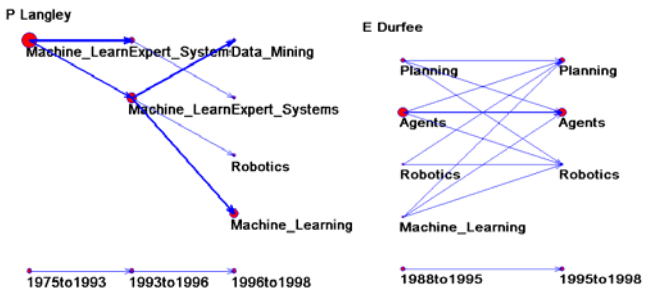 P Langley
Machine_LearnExpert_SystemData_Mining
Machine_LearnExpert_Systems
Robotics
Machine_Learning
1975to1993 1993to1996 1996to1998
E Durfee
Planning Planning
Agents Agents
Robotics Robotics
Machine_Learning
1988to1995 1995to1998